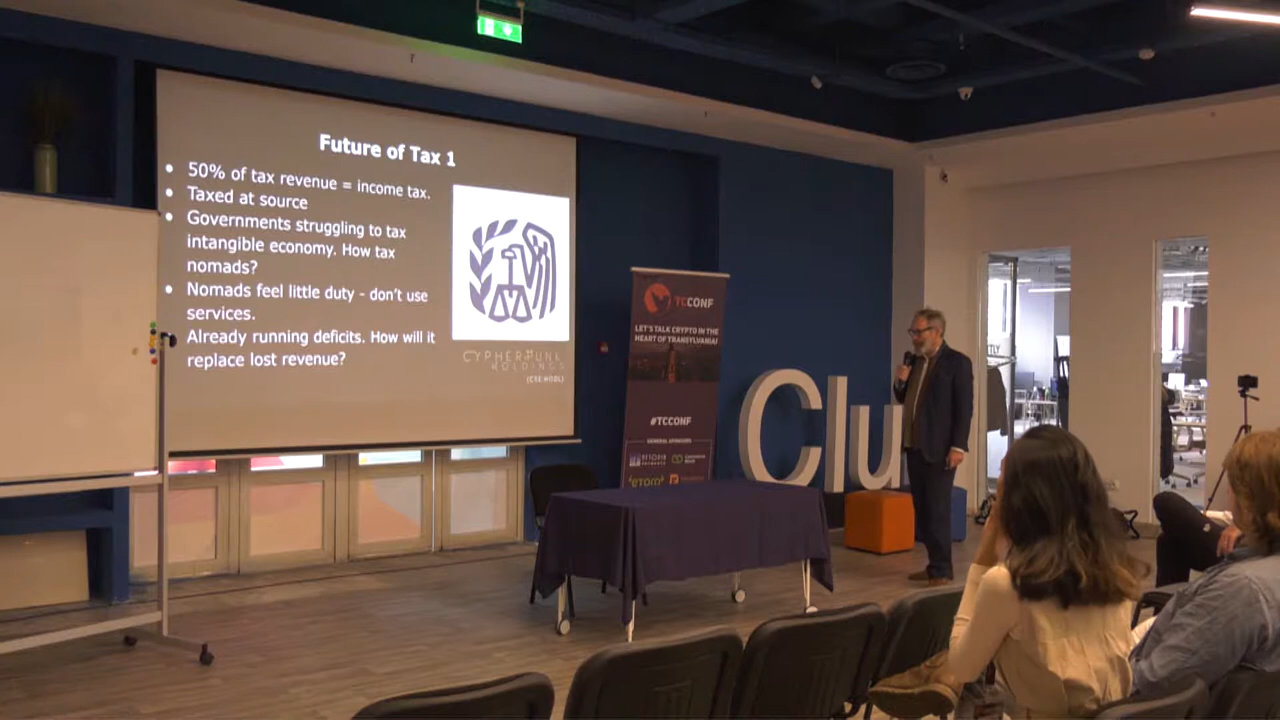 Future of Tax 1
50% of tax revenue = income tax.
Taxed at source
Governments struggling to tax
intangible economy. How tax
nomads?
Nomads feel little duty - don't use
services.
Already running deficits. How will it
replace lost revenue?
CYPHERPUNK
HOLDINGS
(CSE:HODL)
TCCONF
LET'S TALK CRYPTO IN THE
HEART OF TRANSYLVANIA!
#TCCONF
GENERAL SPONSORS
eToro
Clu